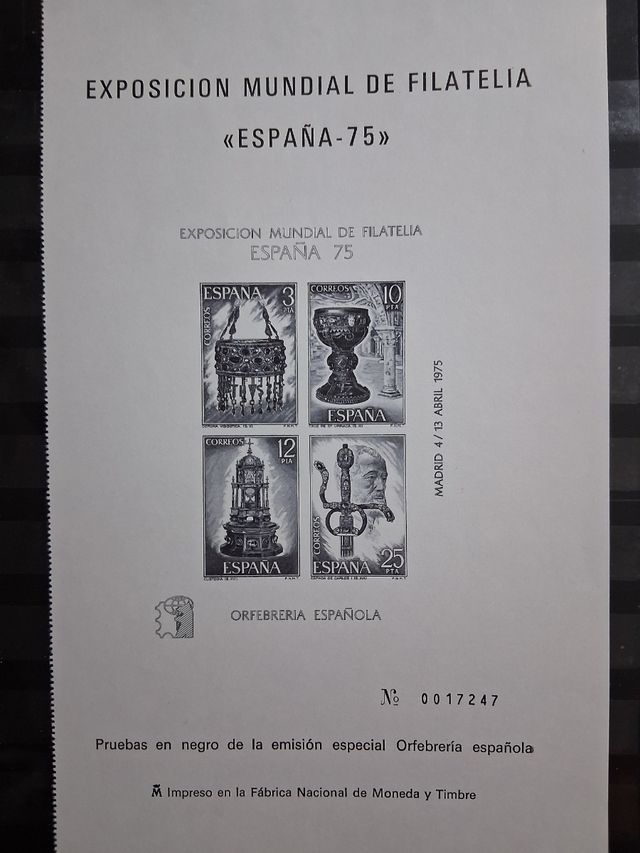 EXPOSICION MUNDIAL DE FILATELIA
«ESPAÑA-75»
EXPOSICION MUNDIAL DE FILATELIA
ESPAÑA 75
ESPAÑA 3 PTA
CORREOS
CORREOS 10 PTA
ESPAÑA
F.N.M.T.
CORREOS 12 PTA
ESPAÑA
F.N.M.T.
CORREOS
ESPAÑA 25 PTA
F.N.M.T.
MADRID 4/13 ABRIL 1975
ORFEBRERIA ESPAÑOLA
Nº 0017247
Pruebas en negro de la emisión especial Orfebrería española
M Impreso en la Fábrica Nacional de Moneda y Timbre